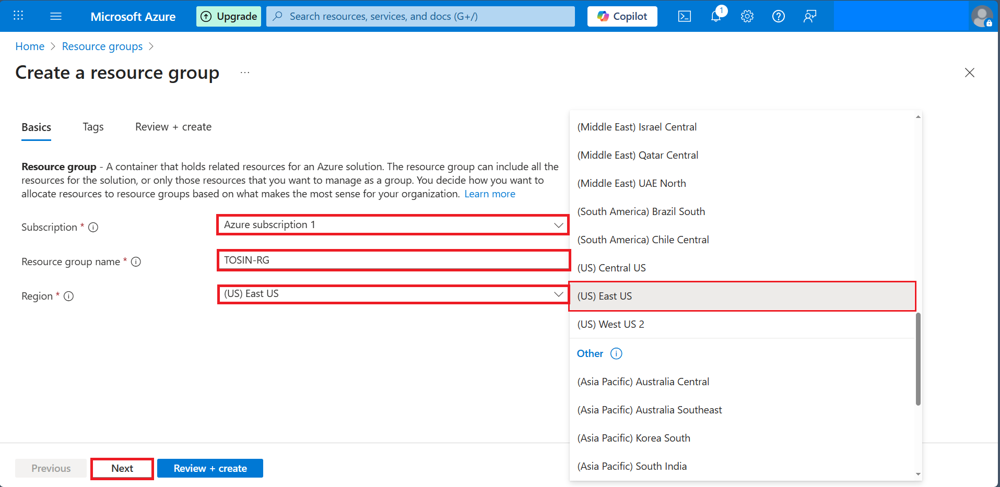 Microsoft Azure
Upgrade
Search resources, services, and docs (G+/)
Copilot
1
Home > Resource groups >
Create a resource group ...
Basics
Tags
Review + create
Resource group - A container that holds related resources for an Azure solution. The resource group can include all the
resources for the solution, or only those resources that you want to manage as a group. You decide how you want to
allocate resources to resource groups based on what makes the most sense for your organization. Learn more
Subscription *
Azure subscription 1
Resource group name *
TOSIN-RG
Region *
(US) East US
(Middle East) Israel Central
(Middle East) Qatar Central
(Middle East) UAE North
(South America) Brazil South
(South America) Chile Central
(US) Central US
(US) East US
(US) West US 2
Other
(Asia Pacific) Australia Central
(Asia Pacific) Australia Southeast
(Asia Pacific) Korea South
(Asia Pacific) South India
Previous
Next
Review + create